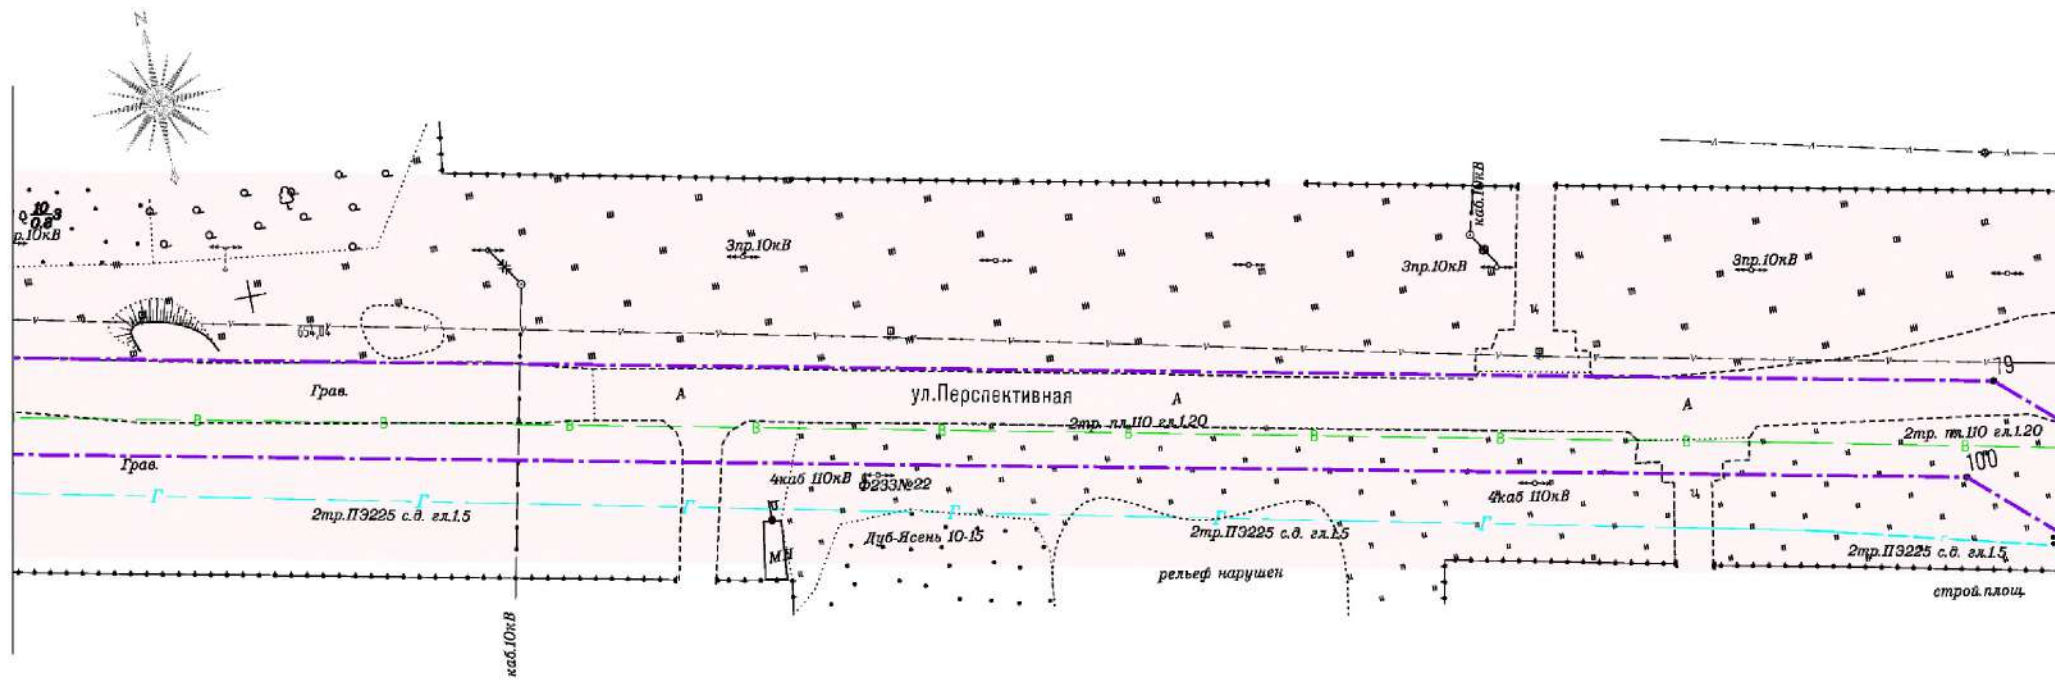 N
каб.10кВ
10
0.8
3
р.10кВ
3пр.10кВ
3пр.10кВ
3пр.10кВ
ц
79
Грав.
А
ул.Перспективная
А
А
В В В В В В В В В
2тр. пл.110 гл.1.20
2тр. пл.110 гл.1.20
Грав.
100
4каб 110кВ
Ф233№22
4каб 110кВ
ц
Г Г Г Г Г Г
2тр.ПЭ225 с.д. гл.1.5
Дуб-Ясень 10-15
2тр.ПЭ225 с.д. гл.1.5
2тр.ПЭ225 с.д. гл.1.5
МН
рельеф нарушен
строй.площ.
каб.10кВ